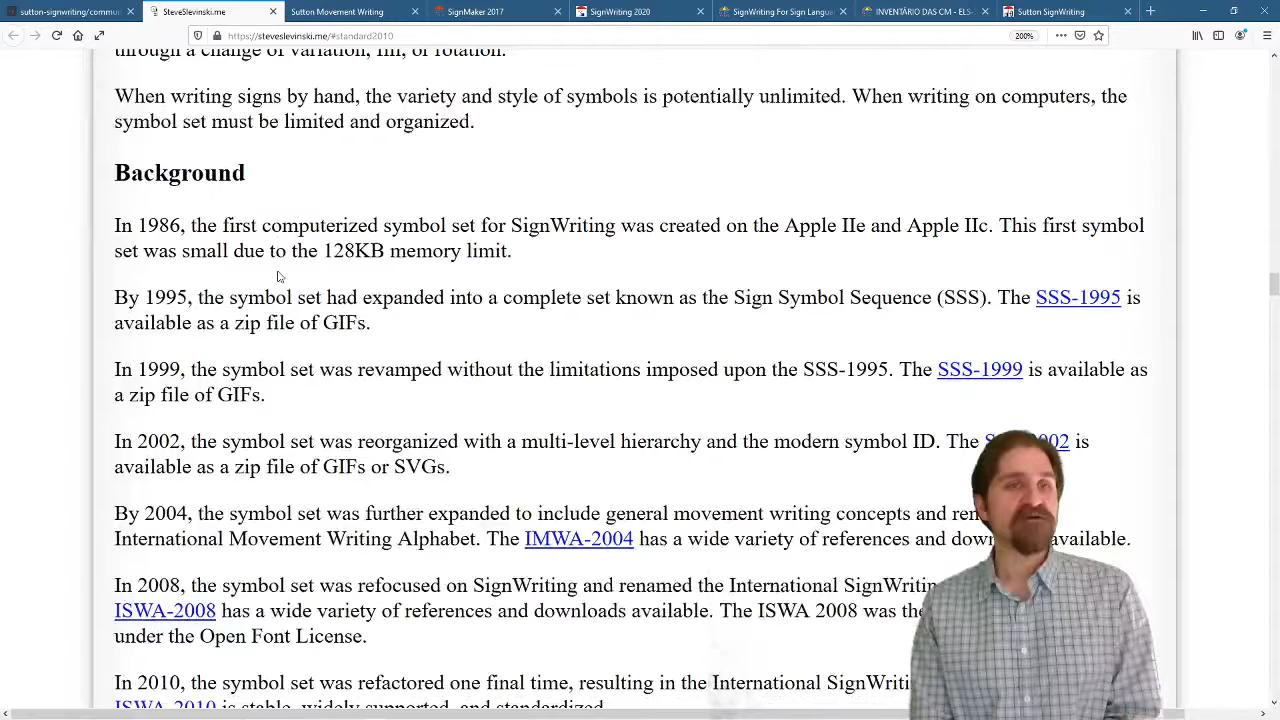 sutton-signwriting/commun
SteveSlevinski.me
Sutton Movement Writing
SignMaker 2017
SignWriting 2020
SignWriting For Sign Langua
INVENTÁRIO DAS CM - ELS-
Sutton SignWriting
https://steveslevinski.me/#standard2010
200%
through a change of variation, fill, or rotation.
When writing signs by hand, the variety and style of symbols is potentially unlimited. When writing on computers, the
symbol set must be limited and organized.
Background
In 1986, the first computerized symbol set for SignWriting was created on the Apple IIe and Apple IIc. This first symbol
set was small due to the 128KB memory limit.
By 1995, the symbol set had expanded into a complete set known as the Sign Symbol Sequence (SSS). The SSS-1995 is
available as a zip file of GIFs.
In 1999, the symbol set was revamped without the limitations imposed upon the SSS-1995. The SSS-1999 is available as
a zip file of GIFs.
In 2002, the symbol set was reorganized with a multi-level hierarchy and the modern symbol ID. The is
available as a zip file of GIFs or SVGs.
By 2004, the symbol set was further expanded to include general movement writing concepts and
International Movement Writing Alphabet. The IMWA-2004 has a wide variety of references and available.
In 2008, the symbol set was refocused on SignWriting and renamed the International
ISWA-2008 has a wide variety of references and downloads available. The ISWA 2008 was the
under the Open Font License.
In 2010, the symbol set was refactored one final time, resulting in the International
ISWA-2010 is stable, widely supported, and standardized.